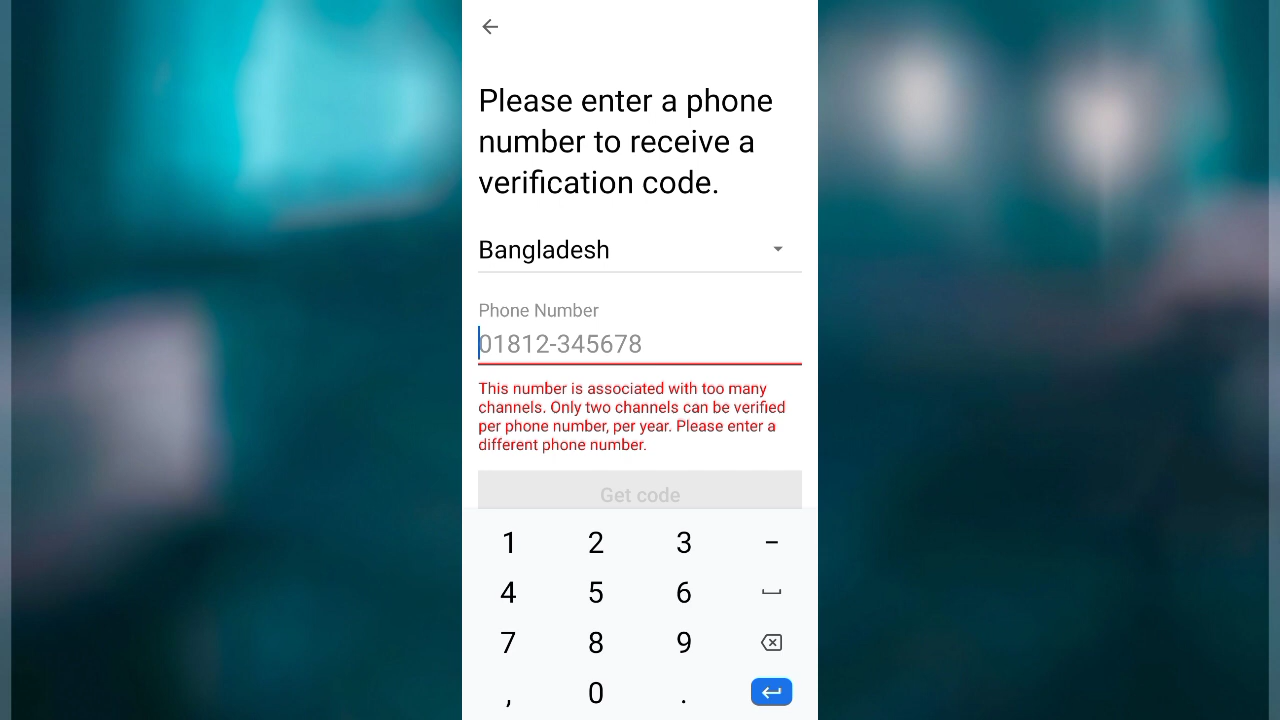 Please enter a phone
number to receive a
verification code.
Bangladesh
Phone Number
01812-345678
This number is associated with too many
channels. Only two channels can be verified
per phone number, per year. Please enter a
different phone number.
Get code
1 2 3 -
4 5 6
7 8 9
, 0 .